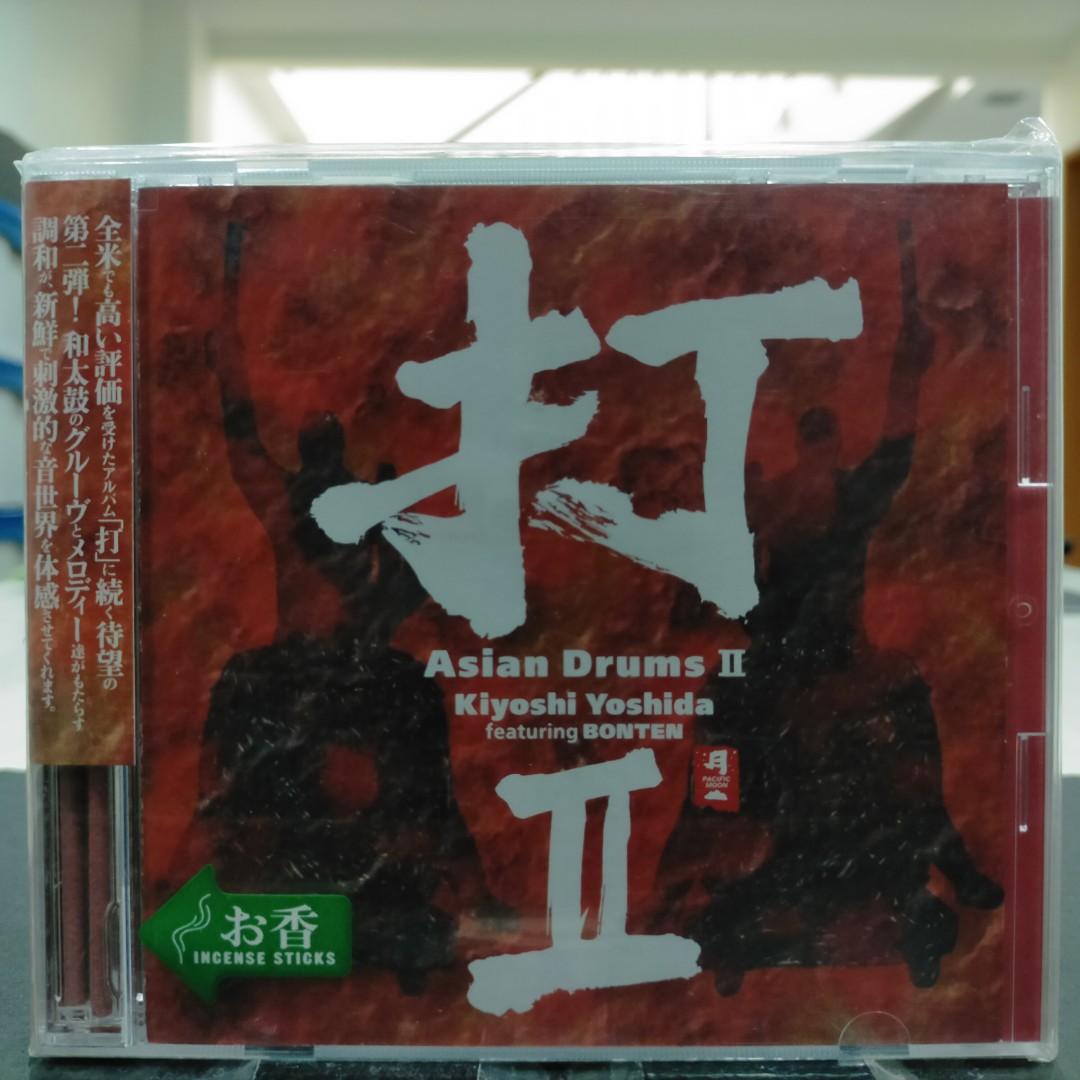 全米でも高い評価を受けたアルバム「打」に続く待望の
第二弾！和太鼓のグルーヴとメロディー達がもたらす
調和が、新鮮で刺激的な音世界を体感させてくれます。
打
Asian Drums II
Kiyoshi Yoshida
featuring BONTEN
月
PACIFIC
MOON
II
お香
INCENSE STICKS